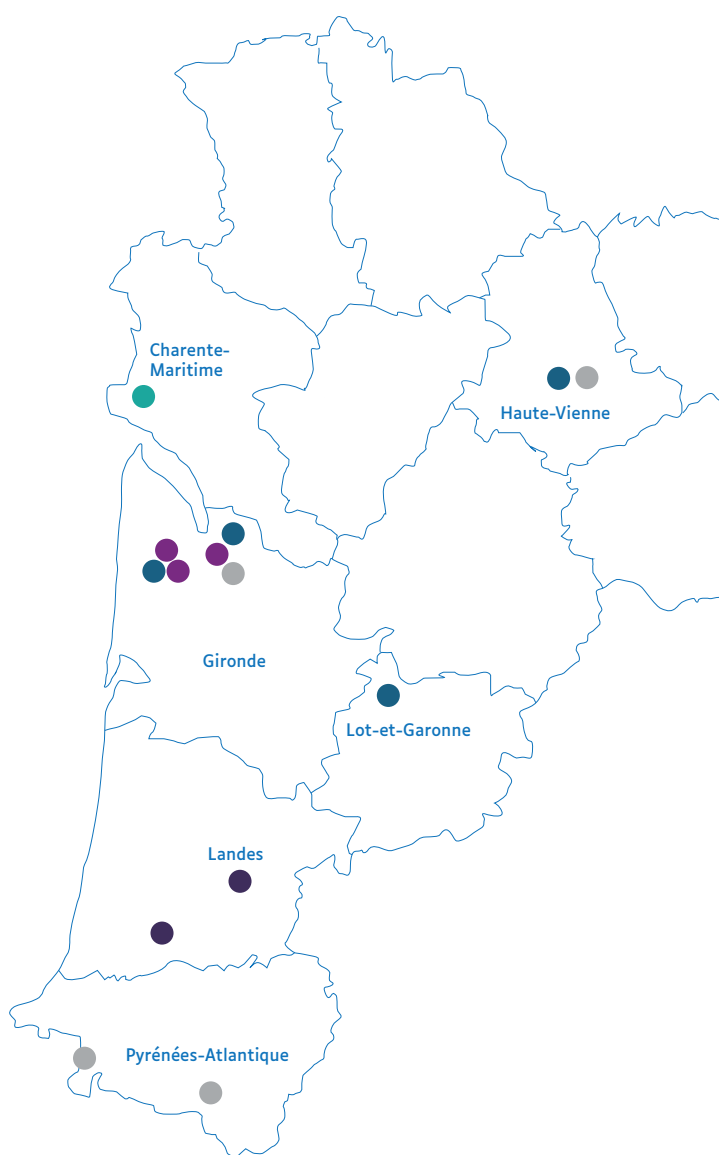 Charente-
Maritime
Haute-Vienne
Gironde
Lot-et-Garonne
Landes
Pyrénées-Atlantique